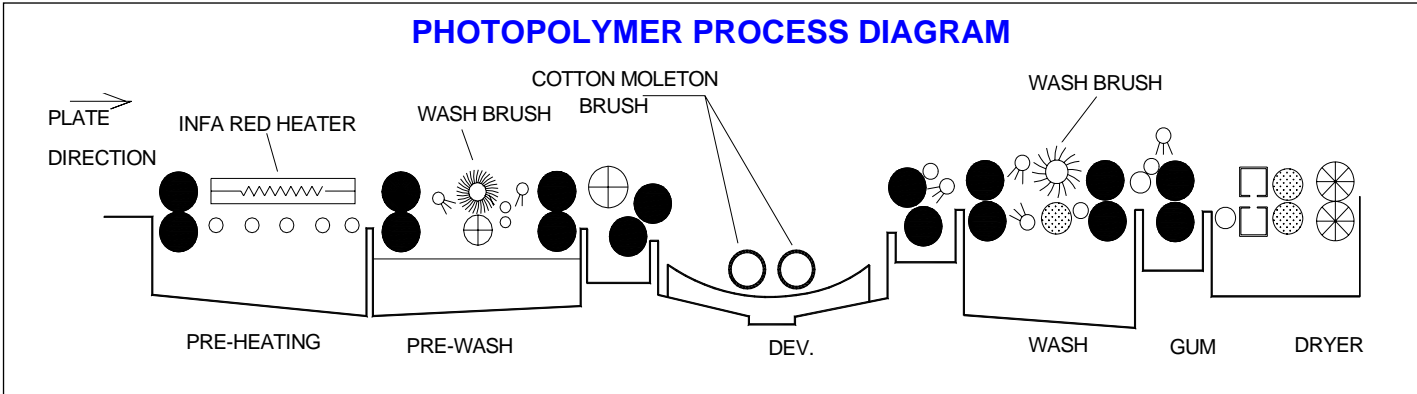 PHOTOPOLYMER PROCESS DIAGRAM
PLATE
DIRECTION
INFA RED HEATER
WASH BRUSH
COTTON MOLETON
BRUSH
WASH BRUSH
PRE-HEATING
PRE-WASH
DEV.
WASH
GUM
DRYER